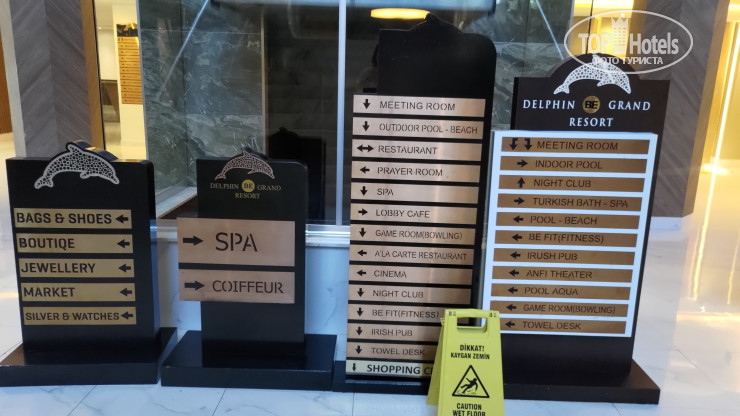 TOPHotels
ФОТО ТУРИСТА
BAGS & SHOES
BOUTIQE
JEWELLERY
MARKET
SILVER & WATCHES
DELPHIN BE GRAND
RESORT
SPA
COIFFEUR
MEETING ROOM
OUTDOOR POOL - BEACH
RESTAURANT
PRAYER ROOM
SPA
LOBBY CAFE
GAME ROOM(BOWLING)
A'LA CARTE RESTAURANT
CINEMA
NIGHT CLUB
BE FIT(FITNESS)
IRISH PUB
TOWEL DESK
SHOPPING
DELPHIN BE GRAND
RESORT
MEETING ROOM
INDOOR POOL
NIGHT CLUB
TURKISH BATH - SPA
POOL - BEACH
BE FIT(FITNESS)
IRUSH PUB
ANFI THEATER
POOL AQUA
GAME ROOM(BOWLING)
TOWEL DESK
DİKKAT!
KAYGAN ZEMİN
CAUTION
WET FLOOR